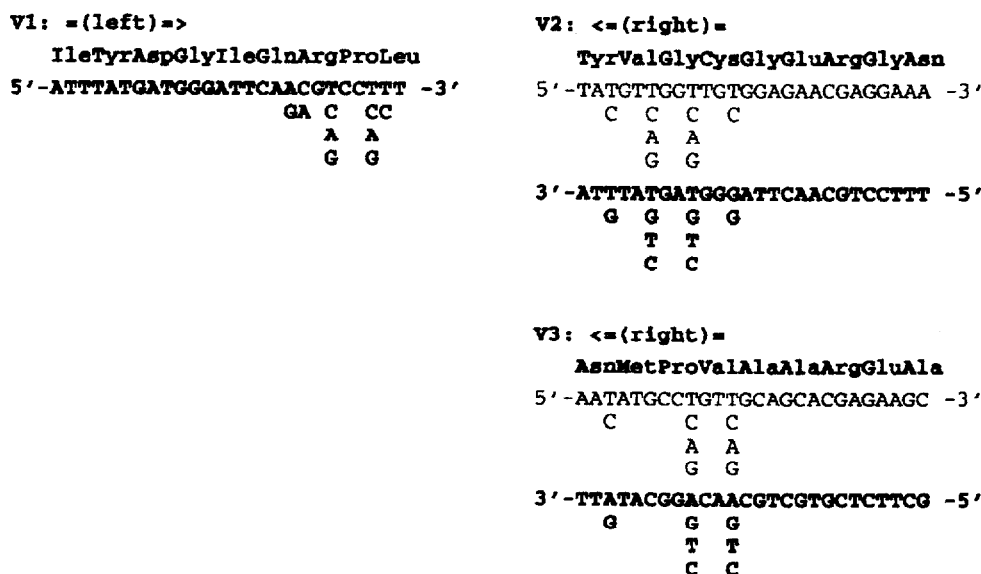 V1: =(left)=>
IleTyrAspGlyIleGlnArgProLeu
5'-ATTTATGATGGGATTCAACGTCCTTT -3'
GA C CC
A A
G G
V2: <=(right)=
TyrValGlyCysGlyGluArgGlyAsn
5'-TATGTTGGTTGTGGAGAACGAGGAAA -3'
C C C C
A A
G G
3'-ATTTATGATGGGATTCAACGTCCTTT -5'
G G G G
T T
C C
V3: <=(right)=
AsnMetProValAlaAlaArgGluAla
5'-AATATGCCTGTTGCAGCACGAGAAGC -3'
C C C
A A
G G
3'-TTATACGGACAACGTCGTGCTCTTCG -5'
G G G
T T
C C